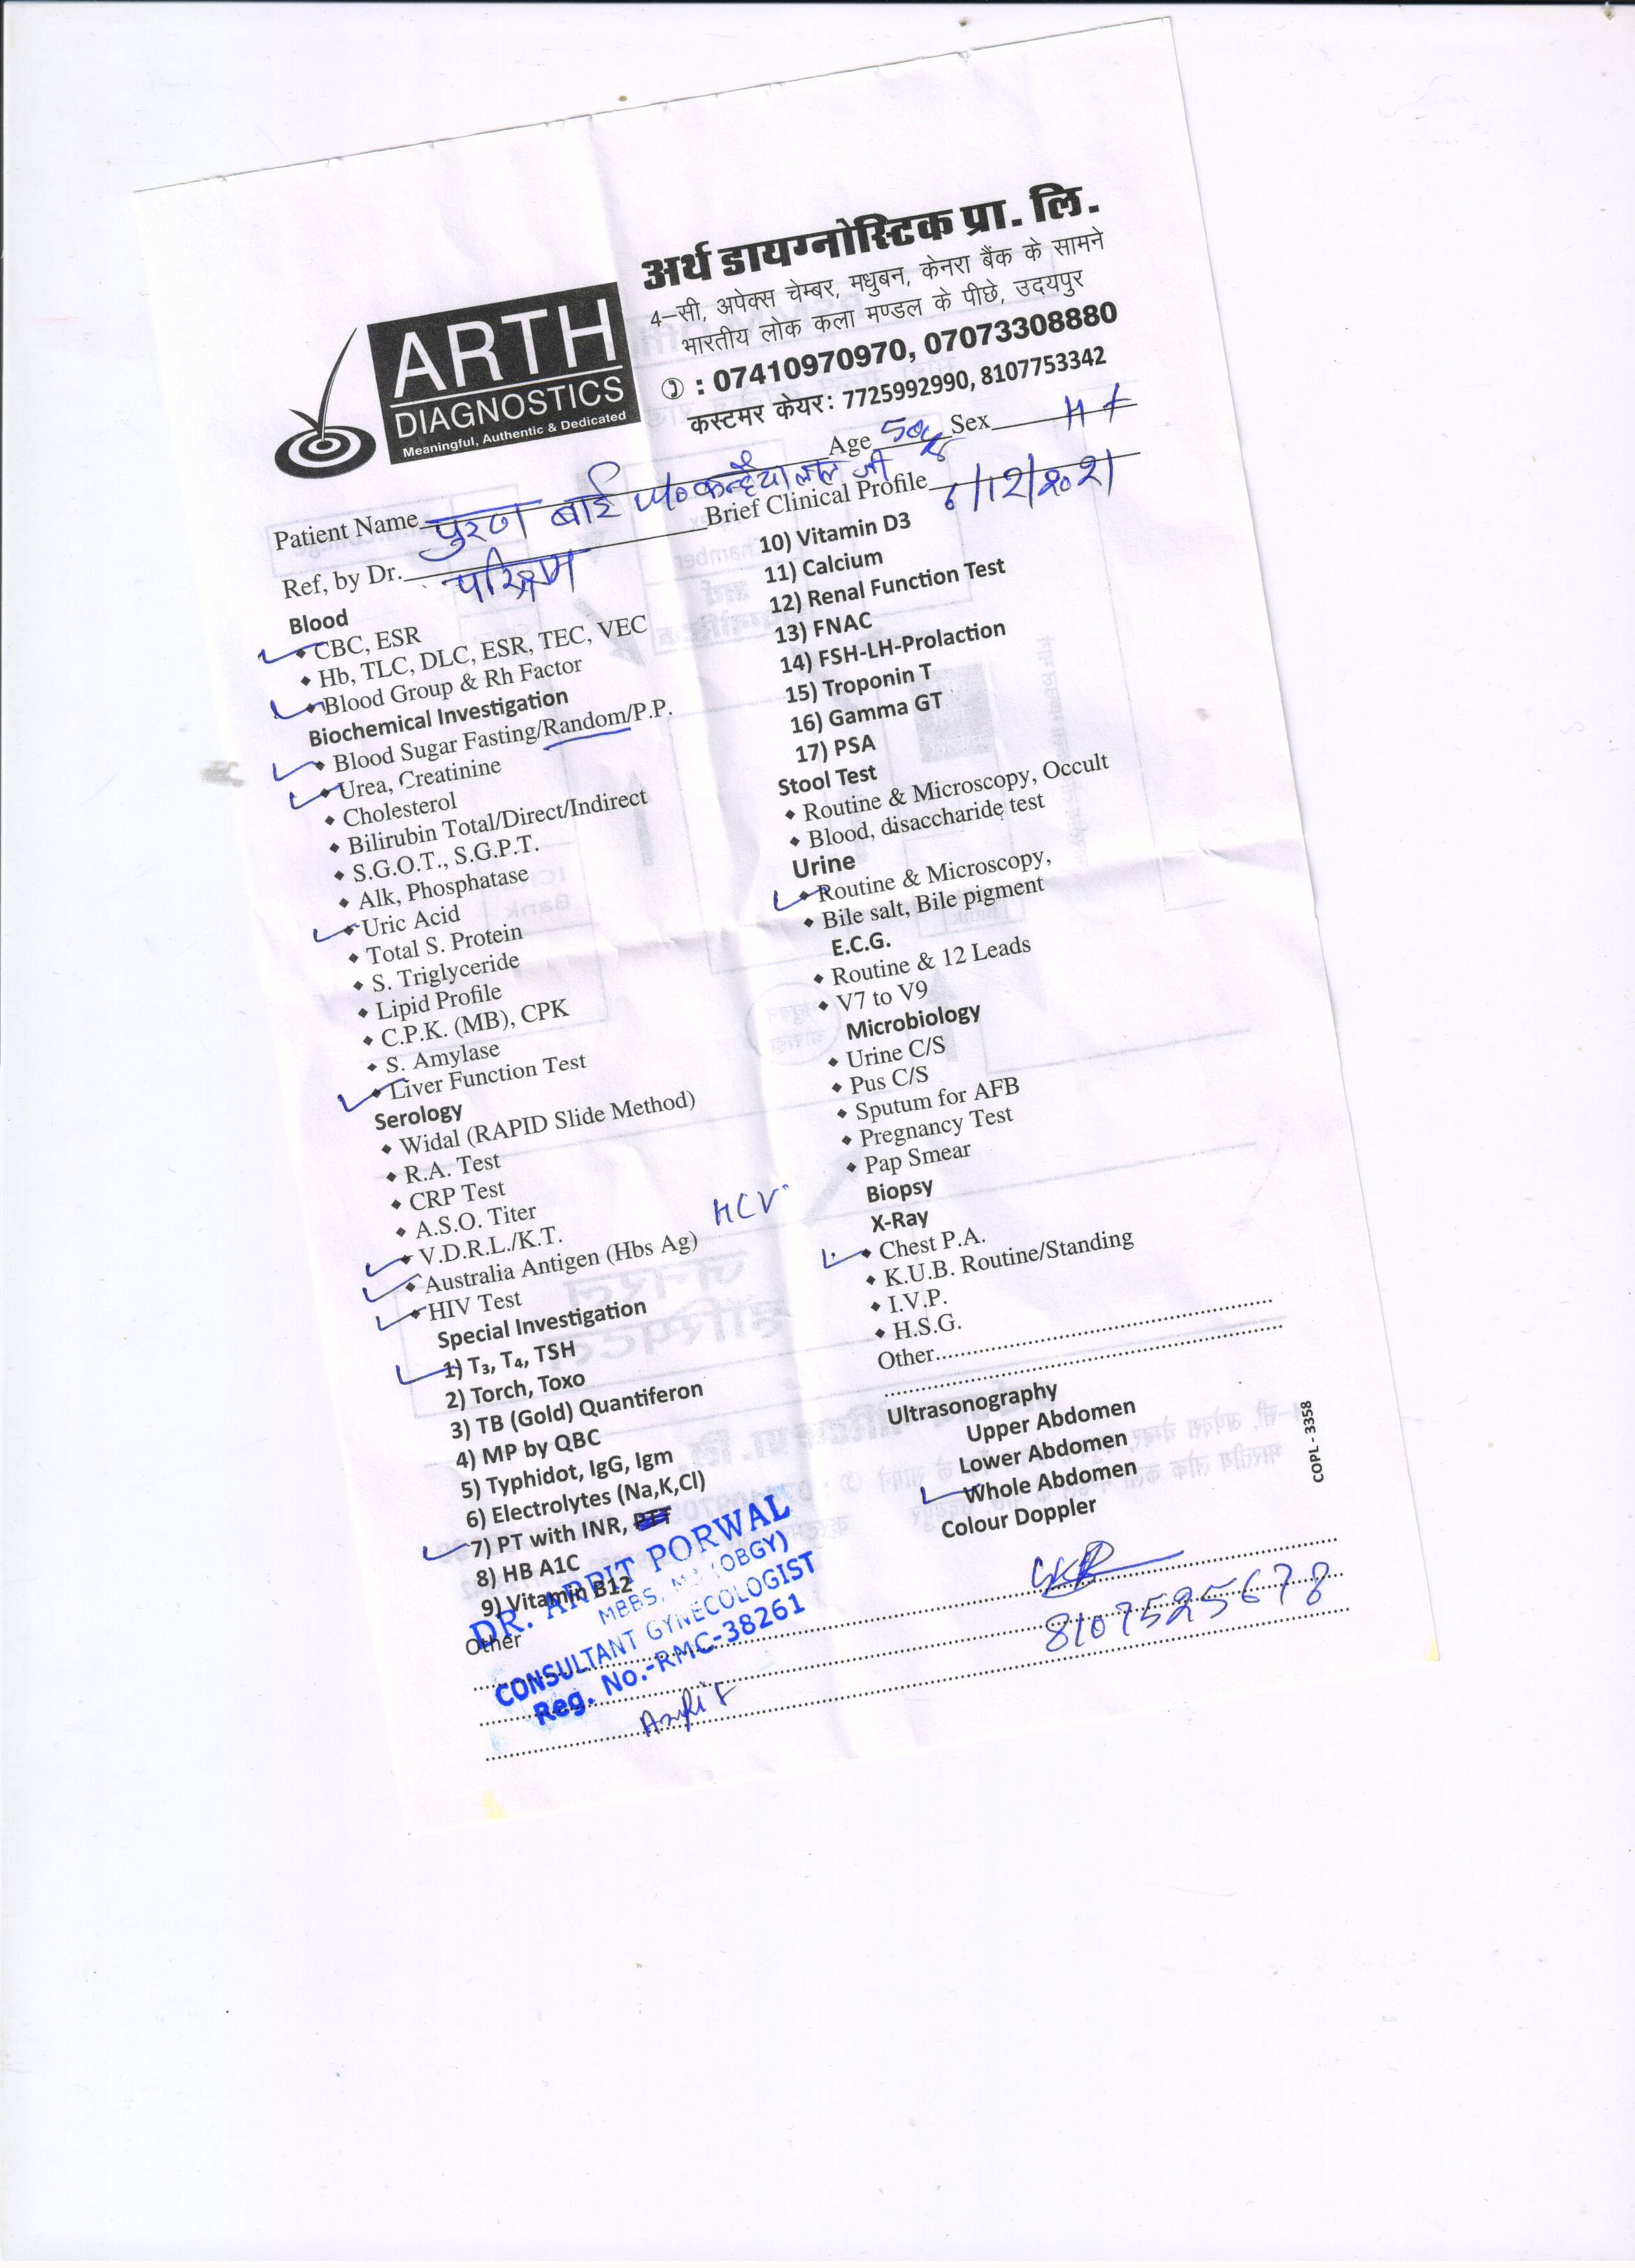 अर्थ डायग्नोस्टिक प्रा. लि.
4-सी, अपेक्स चेम्बर, मधुबन, केनरा बैंक के सामने
भारतीय लोक कला मण्डल के पीछे, उदयपुर
: 07410970970, 07073308880
कस्टमर केयर: 7725992990, 8107753342
ARTH
DIAGNOSTICS
Meaningful, Authentic & Dedicated
Patient Name पुरण बाई कन्हैयालाल जी Age 50 Sex
Ref, by Dr. Brief Clinical Profile 6/12/2021
Blood
CBC, ESR
Hb, TLC, DLC, ESR, TEC, VEC
Blood Group & Rh Factor
Biochemical Investigation
Blood Sugar Fasting/Random/P.P.
Urea, Creatinine
Cholesterol
Bilirubin Total/Direct/Indirect
S.G.O.T., S.G.P.T.
Alk, Phosphatase
Uric Acid
Total S. Protein
S. Triglyceride
Lipid Profile
C.P.K. (MB), CPK
S. Amylase
Liver Function Test
Serology
Widal (RAPID Slide Method)
R.A. Test
CRP Test
A.S.O. Titer
HCV
V.D.R.L./K.T.
Australia Antigen (Hbs Ag)
HIV Test
Special Investigation
1) T₃, T₄, TSH
2) Torch, Toxo
3) TB (Gold) Quantiferon
4) MP by QBC
5) Typhidot, IgG, Igm
6) Electrolytes (Na,K,Cl)
7) PT with INR, PTT
8) HB A1C
9) Vitamin B12
Other
10) Vitamin D3
11) Calcium
12) Renal Function Test
13) FNAC
14) FSH-LH-Prolaction
15) Troponin T
16) Gamma GT
17) PSA
Stool Test
Routine & Microscopy, Occult
Blood, disaccharide test
Urine
Routine & Microscopy,
Bile salt, Bile pigment
E.C.G.
Routine & 12 Leads
V7 to V9
Microbiology
Urine C/S
Pus C/S
Sputum for AFB
Pregnancy Test
Pap Smear
Biopsy
X-Ray
Chest P.A.
K.U.B. Routine/Standing
I.V.P.
H.S.G.
Other
Ultrasonography
Upper Abdomen
Lower Abdomen
Whole Abdomen
Colour Doppler
COPL - 3358
DR. ARPIT PORWAL
MBBS, MS (OBGY)
CONSULTANT GYNECOLOGIST
Reg. No.-RMC-38261
8107525678